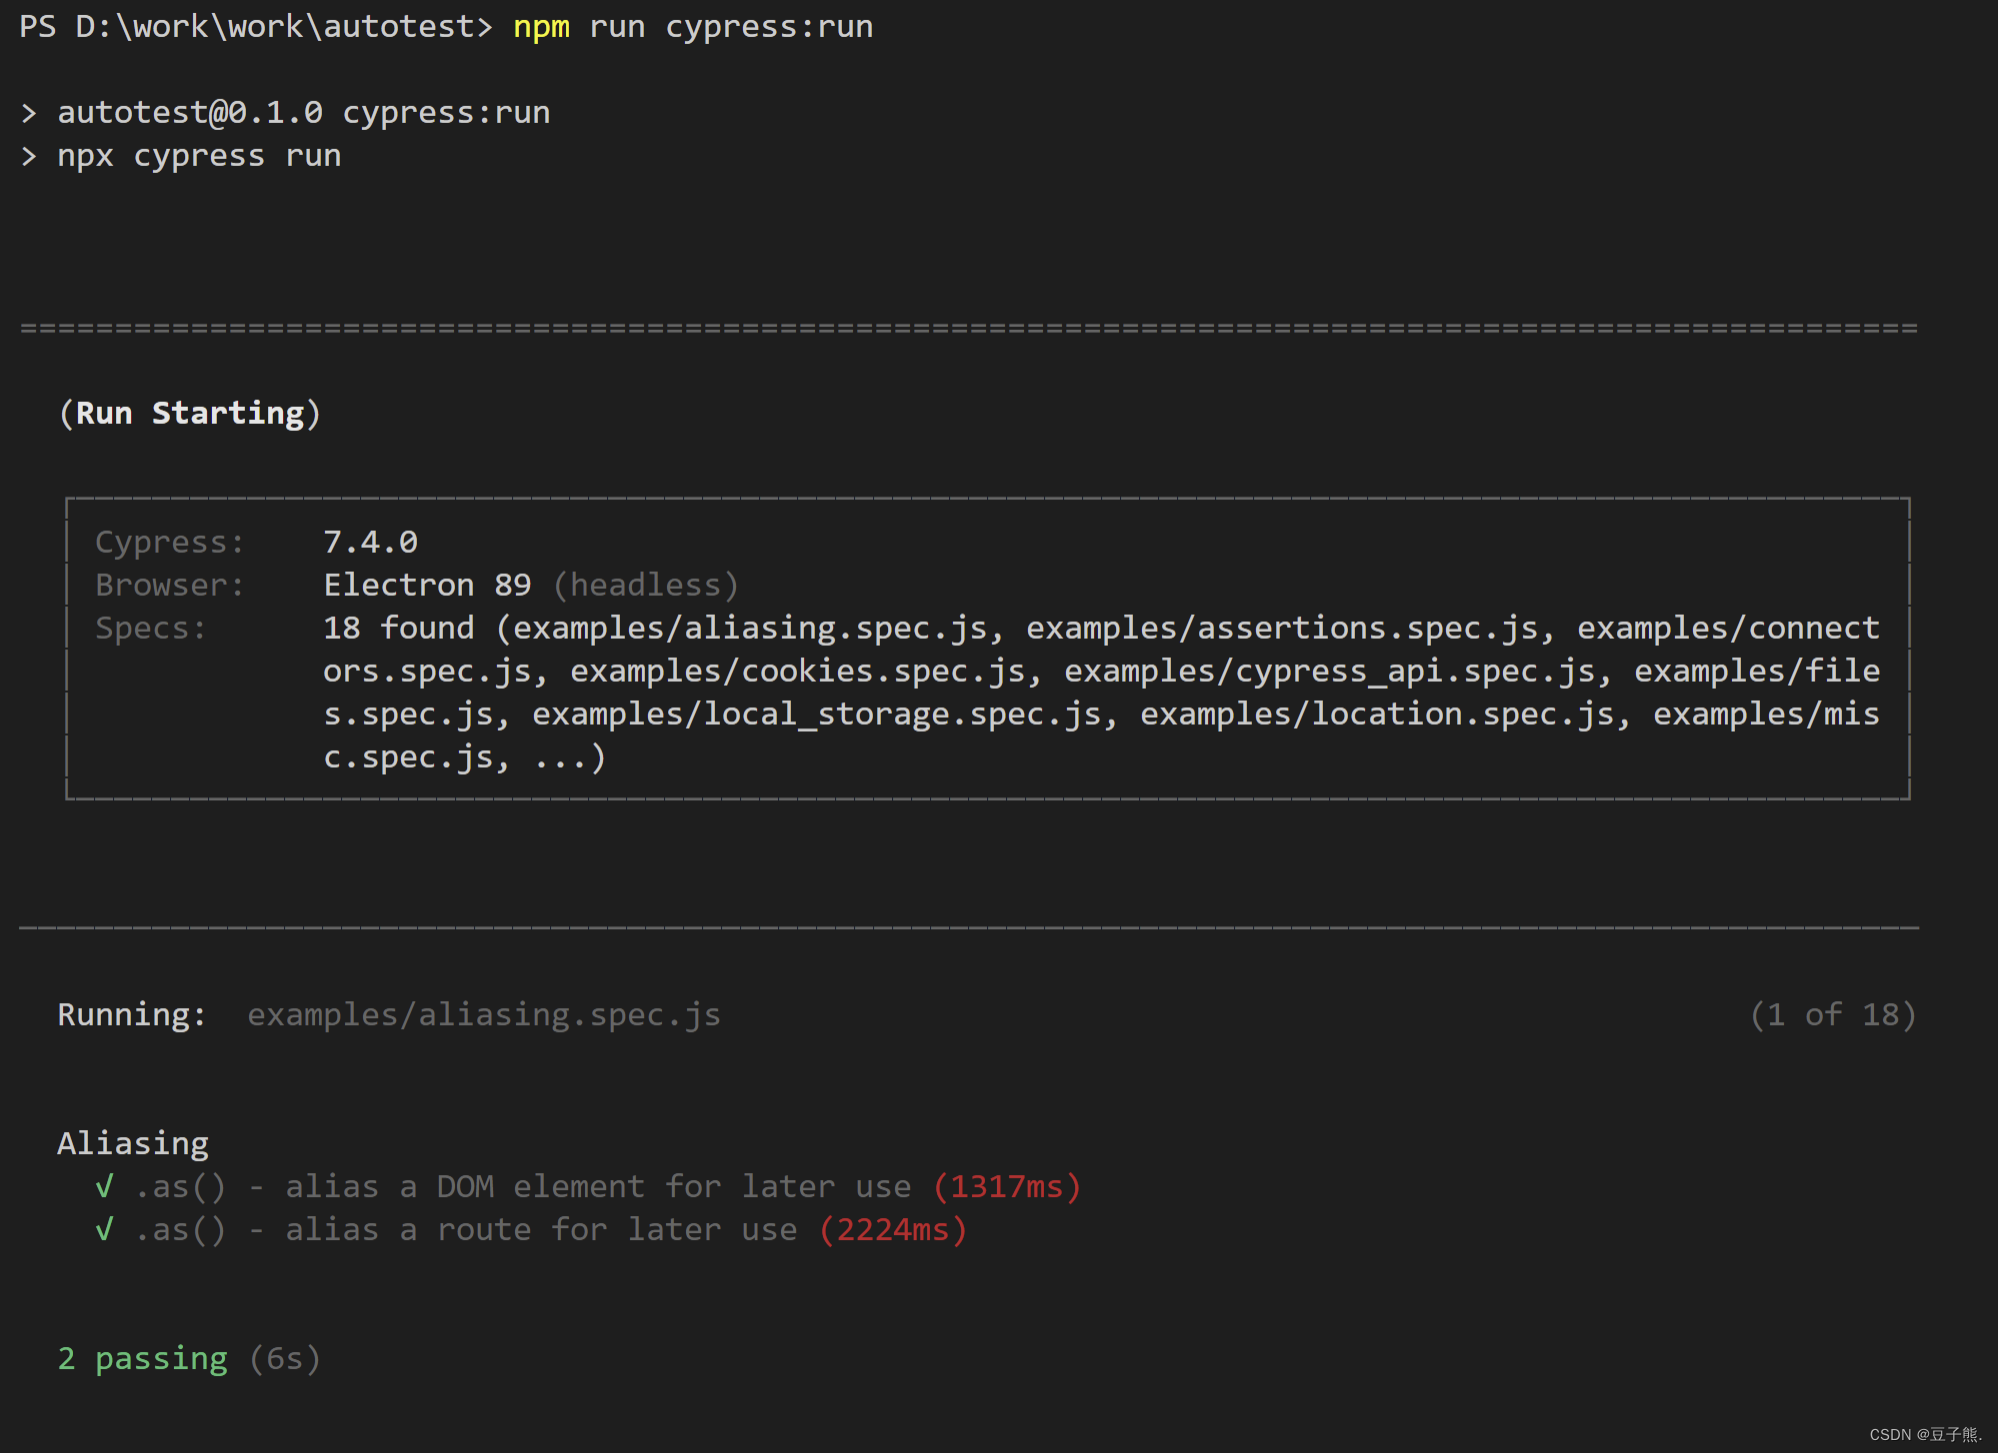 PS D:\work\work\autotest> npm run cypress:run
> autotest@0.1.0 cypress:run
> npx cypress run
====================================================================================================
(Run Starting)
Cypress: 7.4.0
Browser: Electron 89 (headless)
Specs: 18 found (examples/aliasing.spec.js, examples/assertions.spec.js, examples/connect
ors.spec.js, examples/cookies.spec.js, examples/cypress_api.spec.js, examples/file
s.spec.js, examples/local_storage.spec.js, examples/location.spec.js, examples/mis
c.spec.js, ...)
Running: examples/aliasing.spec.js (1 of 18)
Aliasing
√ .as() - alias a DOM element for later use (1317ms)
√ .as() - alias a route for later use (2224ms)
2 passing (6s)
CSDN @豆子熊.